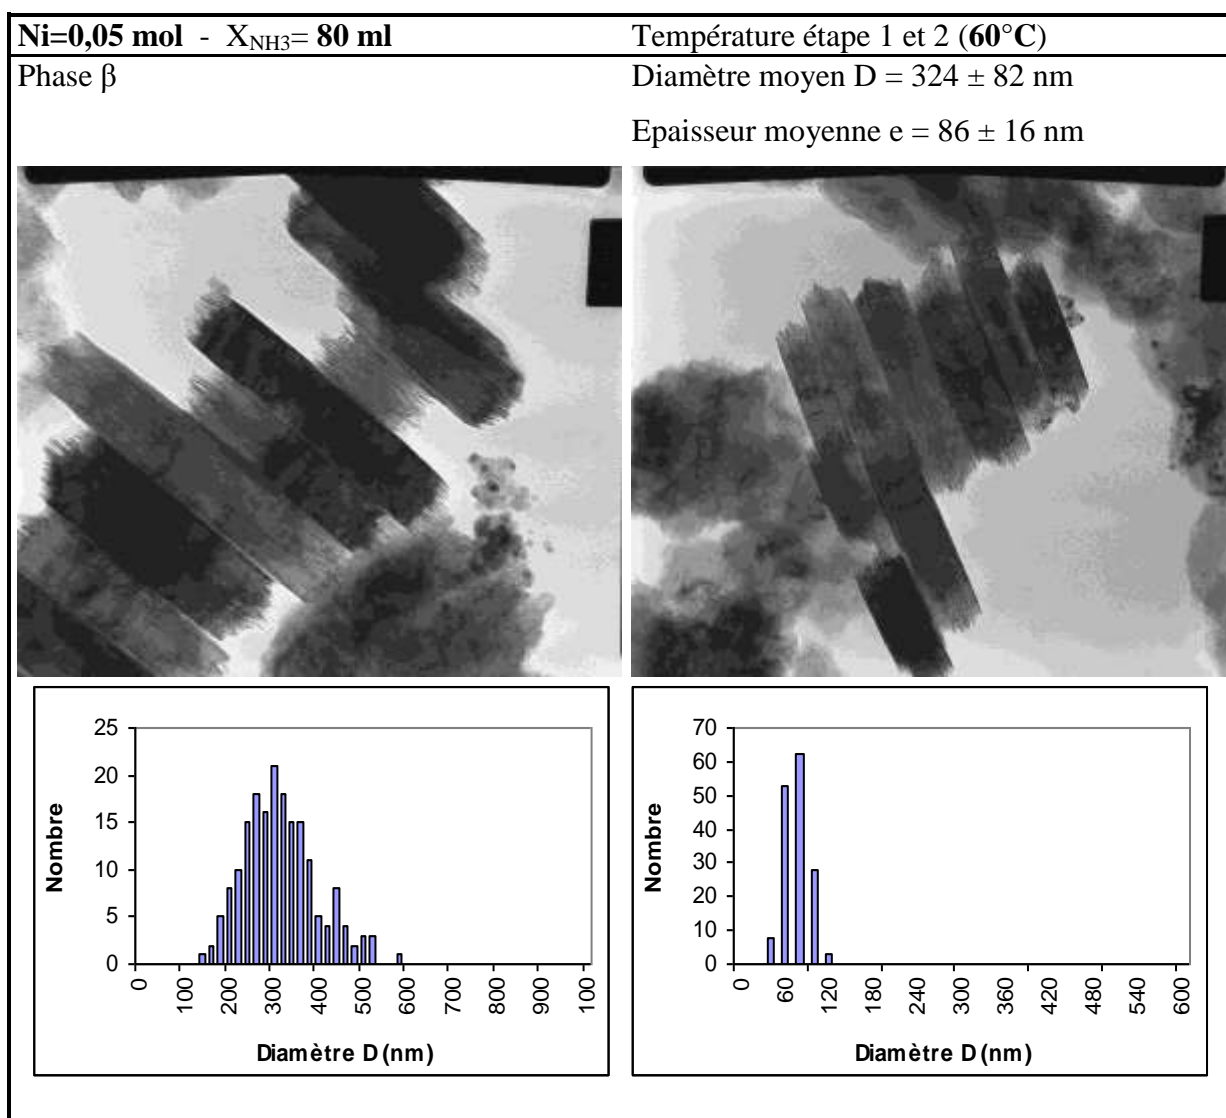 Ni=0,05 mol - XNH3= 80 ml
Température étape 1 et 2 (60°C)
Phase β
Diamètre moyen D = 324 ± 82 nm
Epaisseur moyenne e = 86 ± 16 nm
25
20
15
10
5
0
Nombre
0 100 200 300 400 500 600 700 800 900 100
Diamètre D (nm)
70
60
50
40
30
20
10
0
Nombre
0 60 120 180 240 300 360 420 480 540 600
Diamètre D (nm)